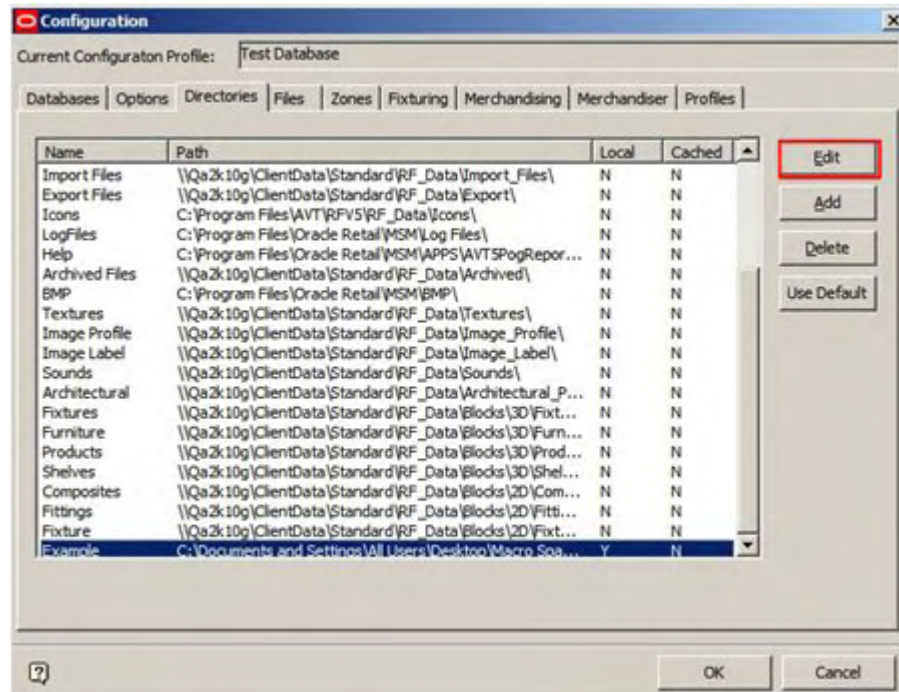 Configuration
Current Configuraton Profile: Test Database
Databases Options Directories Files Zones Fixturing Merchandising Merchandiser Profiles
Name Path Local Cached
Import Files \\Qa2k10g\ClientData\Standard\RF_Data\Import_Files\ N N
Export Files \\Qa2k10g\ClientData\Standard\RF_Data\Export\ N N
Icons C:\Program Files\AVT\RFV5\RF_Data\Icons\ N N
LogFiles C:\Program Files\Oracle Retail\MSM\Log Files\ N N
Help C:\Program Files\Oracle Retail\MSM\APPS\AVTSPogRepor... N N
Archived Files \\Qa2k10g\ClientData\Standard\RF_Data\Archived\ N N
BMP C:\Program Files\Oracle Retail\MSM\BMP\ N N
Textures \\Qa2k10g\ClientData\Standard\RF_Data\Textures\ N N
Image Profile \\Qa2k10g\ClientData\Standard\RF_Data\Image_Profile\ N N
Image Label \\Qa2k10g\ClientData\Standard\RF_Data\Image_Label\ N N
Sounds \\Qa2k10g\ClientData\Standard\RF_Data\Sounds\ N N
Architectural \\Qa2k10g\ClientData\Standard\RF_Data\Architectural_P... N N
Fixtures \\Qa2k10g\ClientData\Standard\RF_Data\Blocks\3D\Fixt... N N
Furniture \\Qa2k10g\ClientData\Standard\RF_Data\Blocks\3D\Furn... N N
Products \\Qa2k10g\ClientData\Standard\RF_Data\Blocks\3D\Prod... N N
Shelves \\Qa2k10g\ClientData\Standard\RF_Data\Blocks\3D\Shel... N N
Composites \\Qa2k10g\ClientData\Standard\RF_Data\Blocks\2D\Com... N N
Fittings \\Qa2k10g\ClientData\Standard\RF_Data\Blocks\2D\Fitti... N N
Fixture \\Qa2k10g\ClientData\Standard\RF_Data\Blocks\2D\Fixt... N N
Example C:\Documents and Settings\All Users\Desktop\Macro Spa... Y N
Edit
Add
Delete
Use Default
OK Cancel